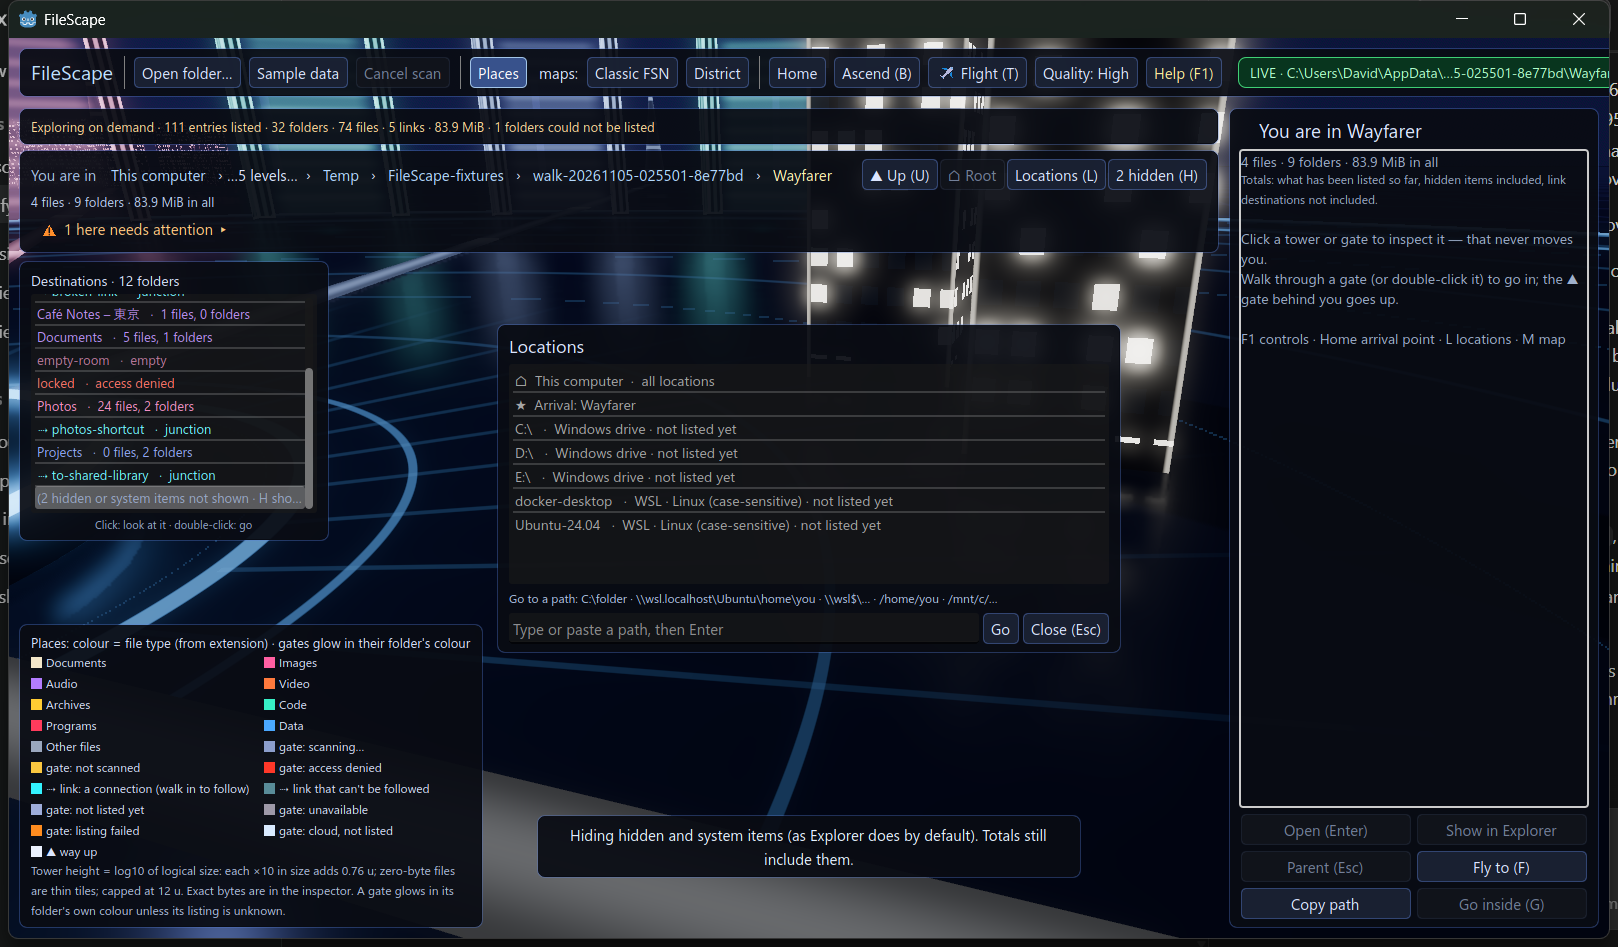 FileScape
FileScape
Open folder...
Sample data
Cancel scan
Places
maps:
Classic FSN
District
Home
Ascend (B)
Flight (T)
Quality: High
Help (F1)
LIVE · C:\Users\David\AppData\...5-025501-8e77bd\Wayfar
Exploring on demand · 111 entries listed · 32 folders · 74 files · 5 links · 83.9 MiB · 1 folders could not be listed
You are in This computer › ...5 levels... › Temp › FileScape-fixtures › walk-20261105-025501-8e77bd › Wayfarer
▲ Up (U)
⌂ Root
Locations (L)
2 hidden (H)
4 files · 9 folders · 83.9 MiB in all
1 here needs attention ▸
Destinations · 12 folders
broken-link · junction
Café Notes – 東京 · 1 files, 0 folders
Documents · 5 files, 1 folders
empty-room · empty
locked · access denied
Photos · 24 files, 2 folders
⇢ photos-shortcut · junction
Projects · 0 files, 2 folders
⇢ to-shared-library · junction
(2 hidden or system items not shown · H sho...
Click: look at it · double-click: go
Locations
⌂ This computer · all locations
★ Arrival: Wayfarer
C:\ · Windows drive · not listed yet
D:\ · Windows drive · not listed yet
E:\ · Windows drive · not listed yet
docker-desktop · WSL · Linux (case-sensitive) · not listed yet
Ubuntu-24.04 · WSL · Linux (case-sensitive) · not listed yet
Go to a path: C:\folder · \\wsl.localhost\Ubuntu\home\you · \\wsl$\... · /home/you · /mnt/c/...
Type or paste a path, then Enter
Go
Close (Esc)
Places: colour = file type (from extension) · gates glow in their folder's colour
Documents
Images
Audio
Video
Archives
Code
Programs
Data
Other files
gate: scanning...
gate: not scanned
gate: access denied
⇢ link: a connection (walk in to follow)
⇢ link that can't be followed
gate: not listed yet
gate: unavailable
gate: listing failed
gate: cloud, not listed
▲ way up
Tower height = log10 of logical size: each ×10 in size adds 0.76 u; zero-byte files
are thin tiles; capped at 12 u. Exact bytes are in the inspector. A gate glows in its
folder's own colour unless its listing is unknown.
Hiding hidden and system items (as Explorer does by default). Totals still
include them.
You are in Wayfarer
4 files · 9 folders · 83.9 MiB in all
Totals: what has been listed so far, hidden items included, link
destinations not included.
Click a tower or gate to inspect it — that never moves
you.
Walk through a gate (or double-click it) to go in; the ▲
gate behind you goes up.
F1 controls · Home arrival point · L locations · M map
Open (Enter)
Show in Explorer
Parent (Esc)
Fly to (F)
Copy path
Go inside (G)